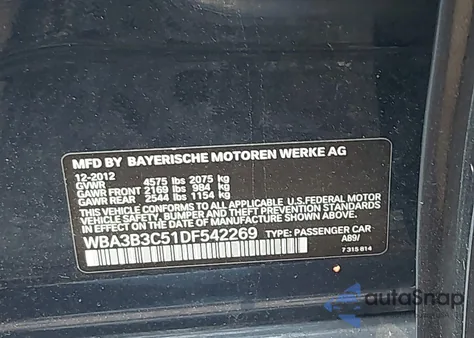 MFD BY BAYERISCHE MOTOREN WERKE AG
12-2012
GVWR 4575 lbs 2075 kg
GAWR FRONT 2169 lbs 984 kg
GAWR REAR 2544 lbs 1154 kg
THIS VEHICLE CONFORMS TO ALL APPLICABLE U.S.FEDERAL MOTOR
VEHICLE SAFETY, BUMPER, AND THEFT PREVENTION STANDARDS
IN EFFECT ON THE DATE OF MANUFACTURE SHOWN ABOVE.
WBA3B3C51DF542269 TYPE: PASSENGER CAR
A89/
7 315 814
autoSnap